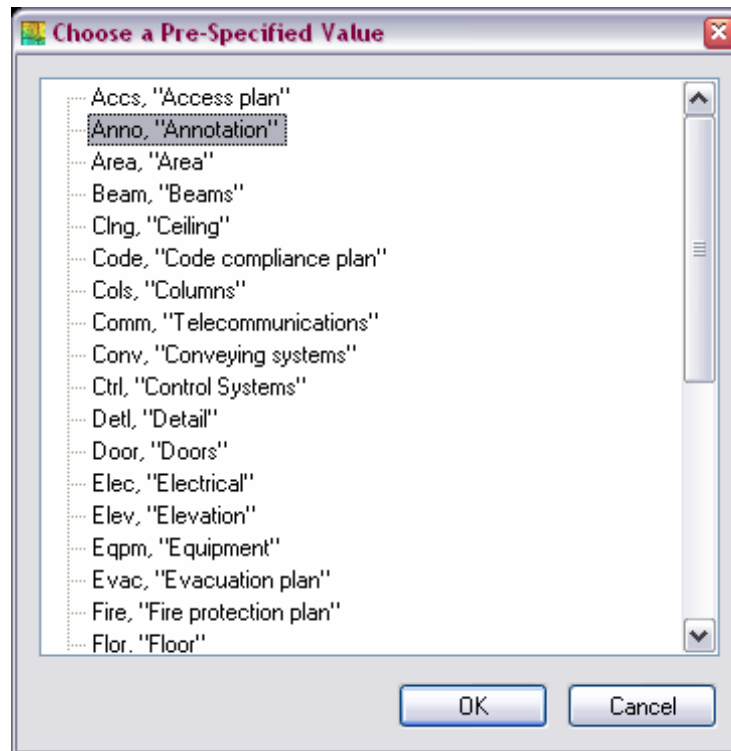 Choose a Pre-Specified Value
Accs, "Access plan"
Anno, "Annotation"
Area, "Area"
Beam, "Beams"
Clng, "Ceiling"
Code, "Code compliance plan"
Cols, "Columns"
Comm, "Telecommunications"
Conv, "Conveying systems"
Ctrl, "Control Systems"
Detl, "Detail"
Door, "Doors"
Elec, "Electrical"
Elev, "Elevation"
Eqpm, "Equipment"
Evac, "Evacuation plan"
Fire, "Fire protection plan"
Flor, "Floor"
OK Cancel